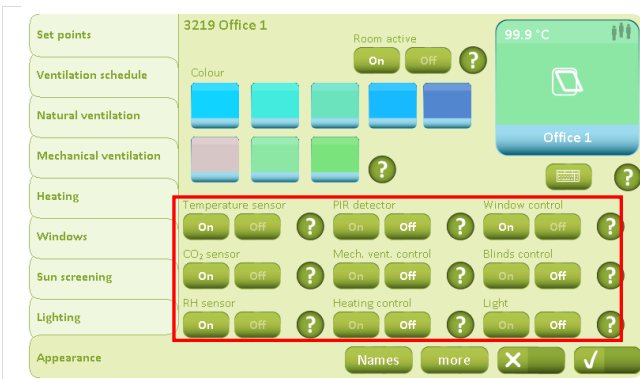 Set points
Ventilation schedule
Natural ventilation
Mechanical ventilation
Heating
Windows
Sun screening
Lighting
Appearance
3219 Office 1
Room active
On Off ?
Colour
?
99.9 °C
Office 1
?
Temperature sensor PIR detector Window control
On Off ? On Off ? On Off ?
CO₂ sensor Mech. vent. control Blinds control
On Off ? On Off ? On Off ?
RH sensor Heating control Light
On Off ? On Off ? On Off ?
Names more